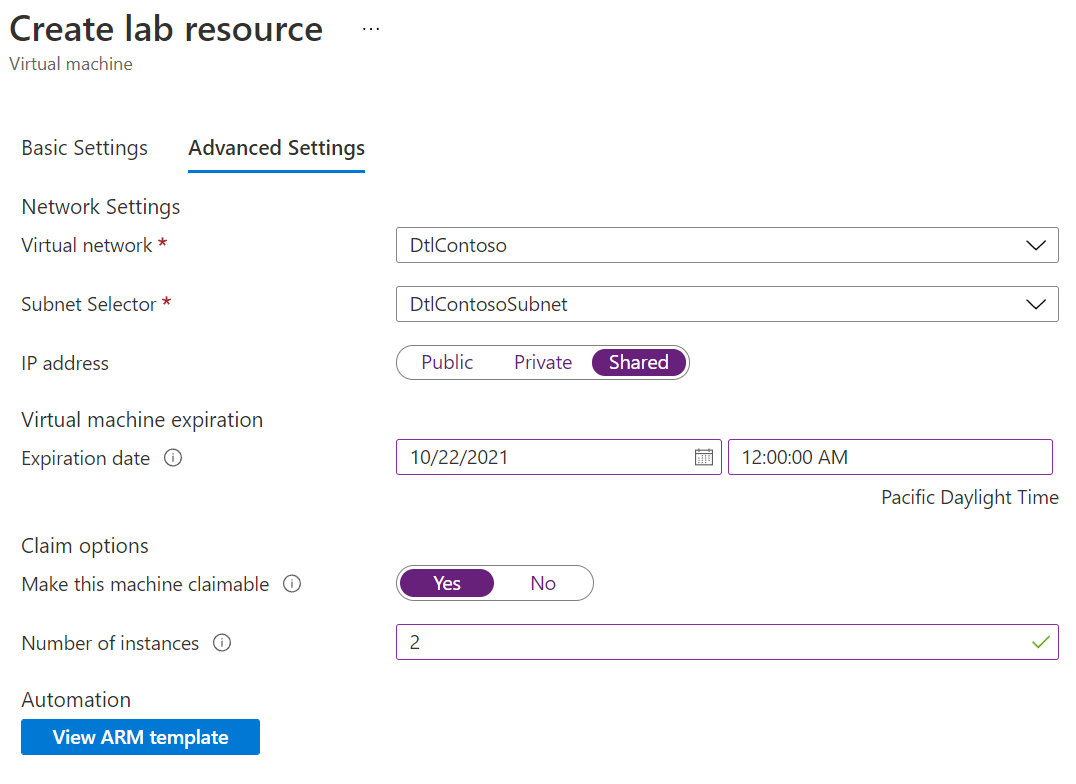 Create lab resource ...
Virtual machine
Basic Settings Advanced Settings
Network Settings
Virtual network * DtlContoso
Subnet Selector * DtlContosoSubnet
IP address Public Private Shared
Virtual machine expiration
Expiration date 10/22/2021 12:00:00 AM
Pacific Daylight Time
Claim options
Make this machine claimable Yes No
Number of instances 2
Automation
View ARM template